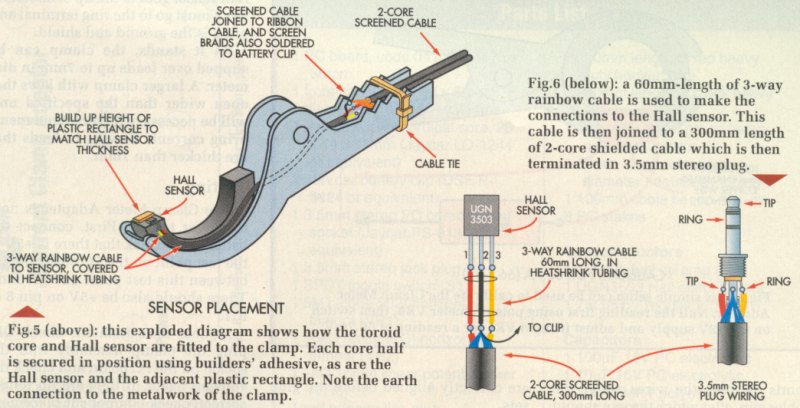 SCREENED CABLE
JOINED TO RIBBON
CABLE, AND SCREEN
BRAIDS ALSO SOLDERED
TO BATTERY CLIP
2-CORE
SCREENED CABLE
BUILD UP HEIGHT OF
PLASTIC RECTANGLE TO
MATCH HALL SENSOR
THICKNESS
HALL
SENSOR
CABLE TIE
3-WAY RAINBOW CABLE
TO SENSOR, COVERED
IN HEATSHRINK TUBING
SENSOR PLACEMENT
Fig.5 (above): this exploded diagram shows how the toroid
core and Hall sensor are fitted to the clamp. Each core half
is secured in position using builders’ adhesive, as are the
Hall sensor and the adjacent plastic rectangle. Note the earth
connection to the metalwork of the clamp.
Fig.6 (below): a 60mm-length of 3-way
rainbow cable is used to make the
connections to the Hall sensor. This
cable is then joined to a 300mm length
of 2-core shielded cable which is then
terminated in 3.5mm stereo plug.
UGN
3503
HALL
SENSOR
1 2 3
3-WAY RAINBOW CABLE
60mm LONG, IN
HEATSHRINK TUBING
TO CLIP
2-CORE SCREENED
CABLE, 300mm LONG
TIP
RING
TIP
RING
3.5mm STEREO
PLUG WIRING